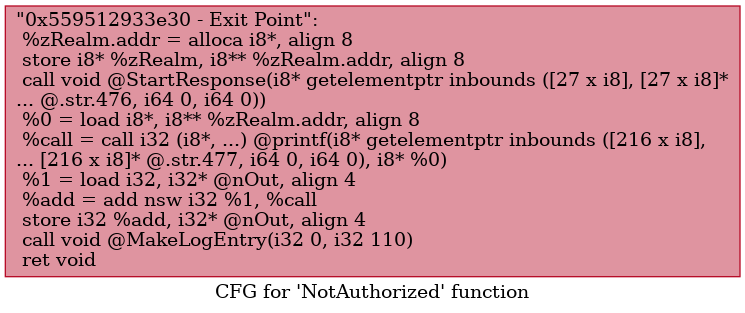 "0x559512933e30 - Exit Point":
%zRealm.addr = alloca i8*, align 8
store i8* %zRealm, i8** %zRealm.addr, align 8
call void @StartResponse(i8* getelementptr inbounds ([27 x i8], [27 x i8]*
... @.str.476, i64 0, i64 0))
%0 = load i8*, i8** %zRealm.addr, align 8
%call = call i32 (i8*, ...) @printf(i8* getelementptr inbounds ([216 x i8],
... [216 x i8]* @.str.477, i64 0, i64 0), i8* %0)
%1 = load i32, i32* @nOut, align 4
%add = add nsw i32 %1, %call
store i32 %add, i32* @nOut, align 4
call void @MakeLogEntry(i32 0, i32 110)
ret void
CFG for 'NotAuthorized' function